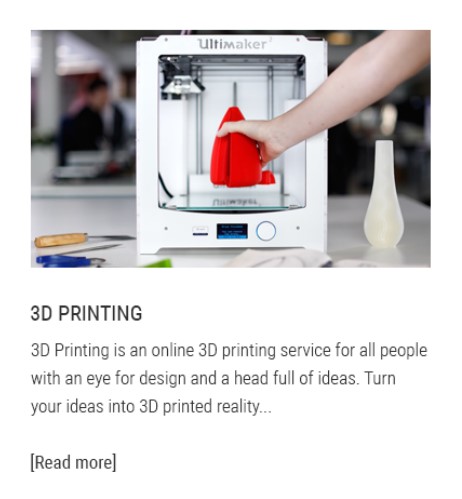 Ultimaker²
3D PRINTING
3D Printing is an online 3D printing service for all people
with an eye for design and a head full of ideas. Turn
your ideas into 3D printed reality...
[Read more]